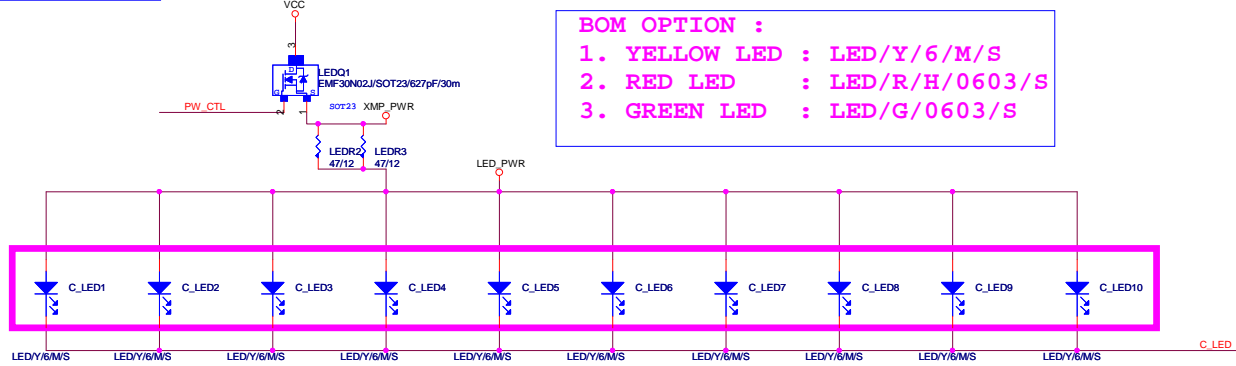 VCC
BOM OPTION :
1. YELLOW LED : LED/Y/6/M/S
2. RED LED : LED/R/H/0603/S
3. GREEN LED : LED/G/0603/S
3
D
LEDQ1
EMF30N02J/SOT23/627pF/30m
G S
PW_CTL
2
1
SOT23
XMP_PWR
LEDR2 LEDR3
47/12 47/12
LED_PWR
C_LED1 C_LED2 C_LED3 C_LED4 C_LED5 C_LED6 C_LED7 C_LED8 C_LED9 C_LED10
C_LED
LED/Y/6/M/S LED/Y/6/M/S LED/Y/6/M/S LED/Y/6/M/S LED/Y/6/M/S LED/Y/6/M/S LED/Y/6/M/S LED/Y/6/M/S LED/Y/6/M/S LED/Y/6/M/S